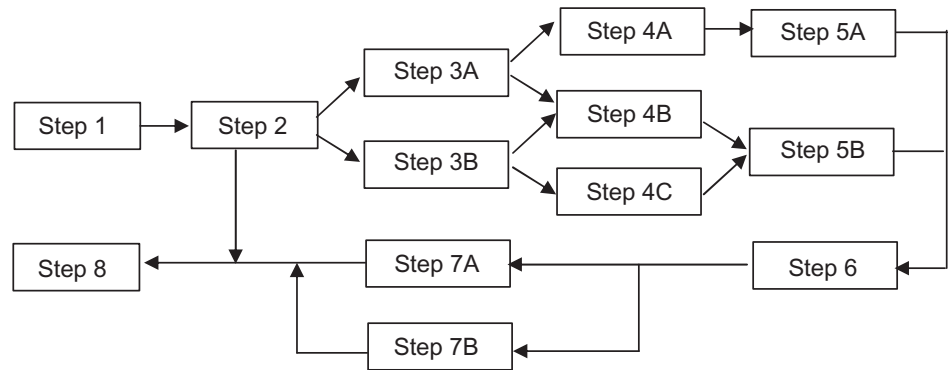 Step 1
Step 2
Step 3A
Step 3B
Step 4A
Step 4B
Step 4C
Step 5A
Step 5B
Step 6
Step 7A
Step 7B
Step 8